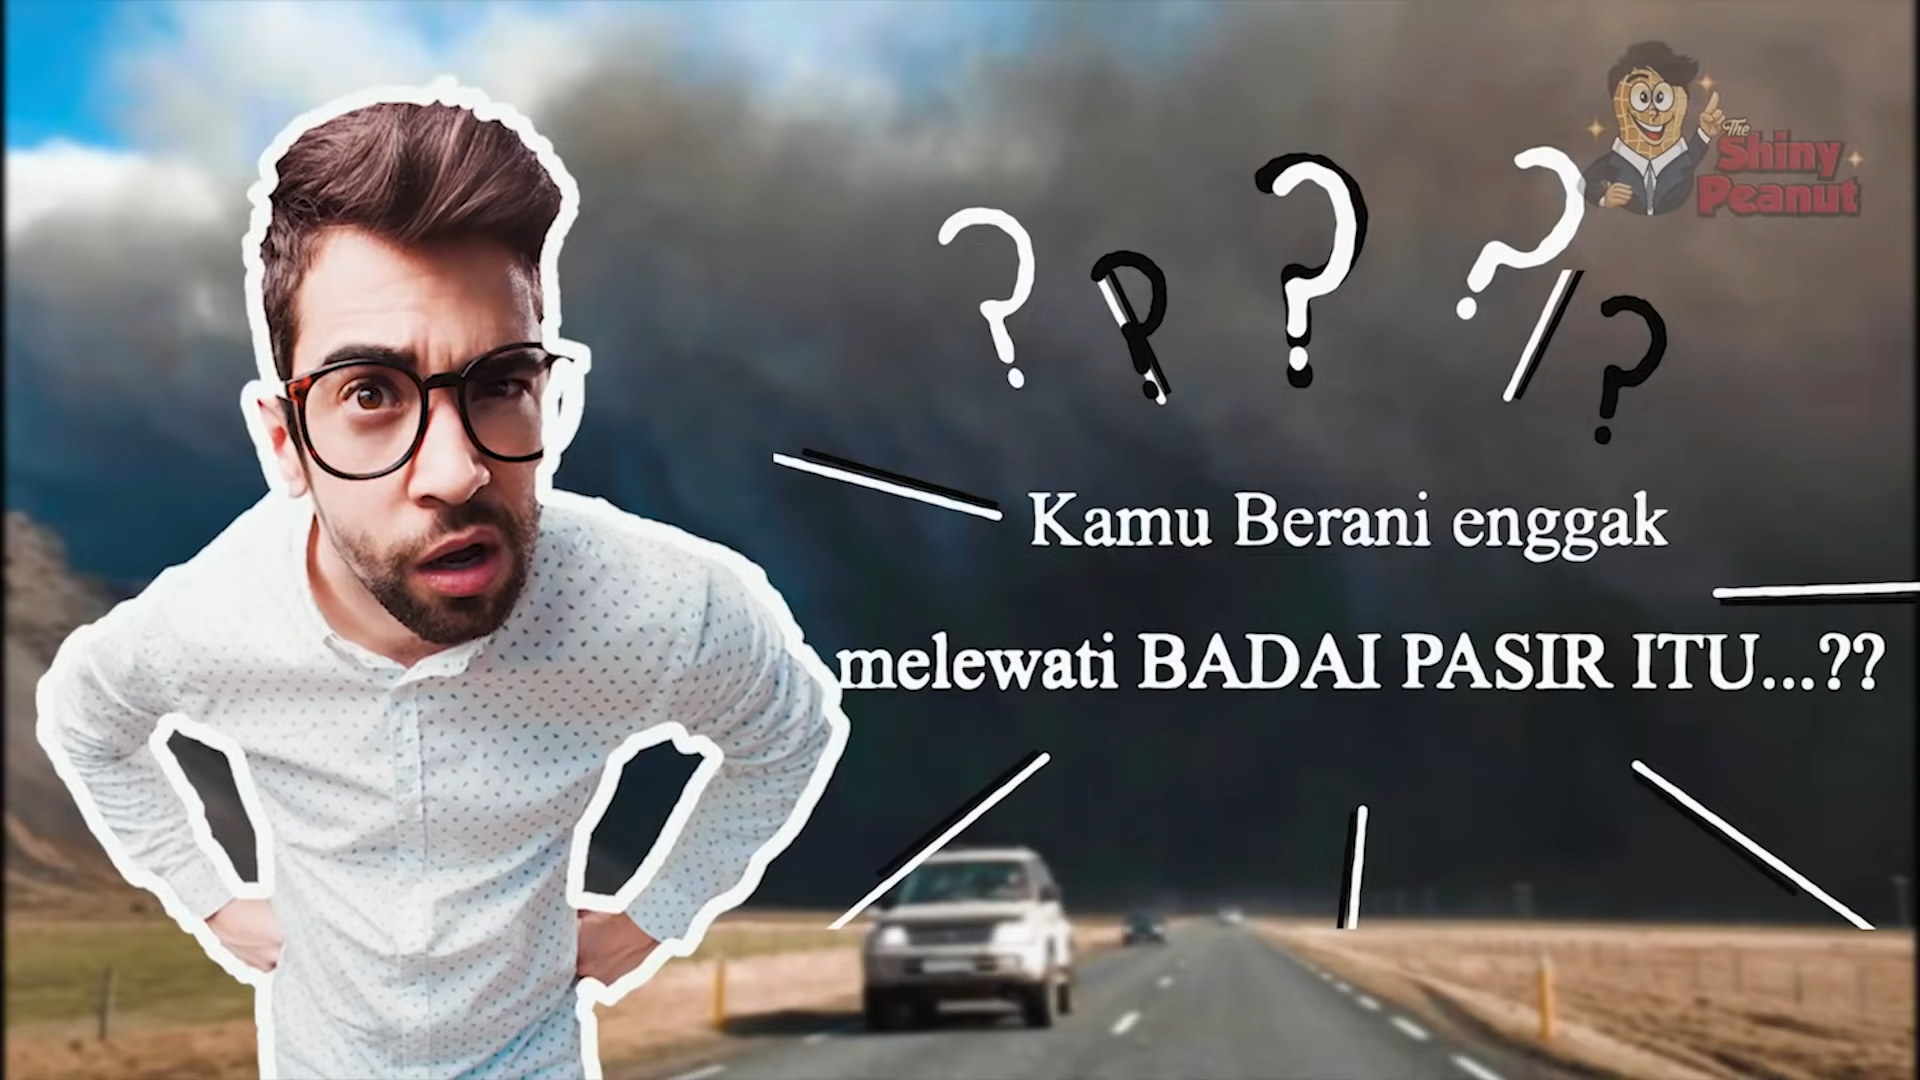 The
Shiny
Peanut
? ? ? ? ?
Kamu Berani enggak
melewati BADAI PASIR ITU...??